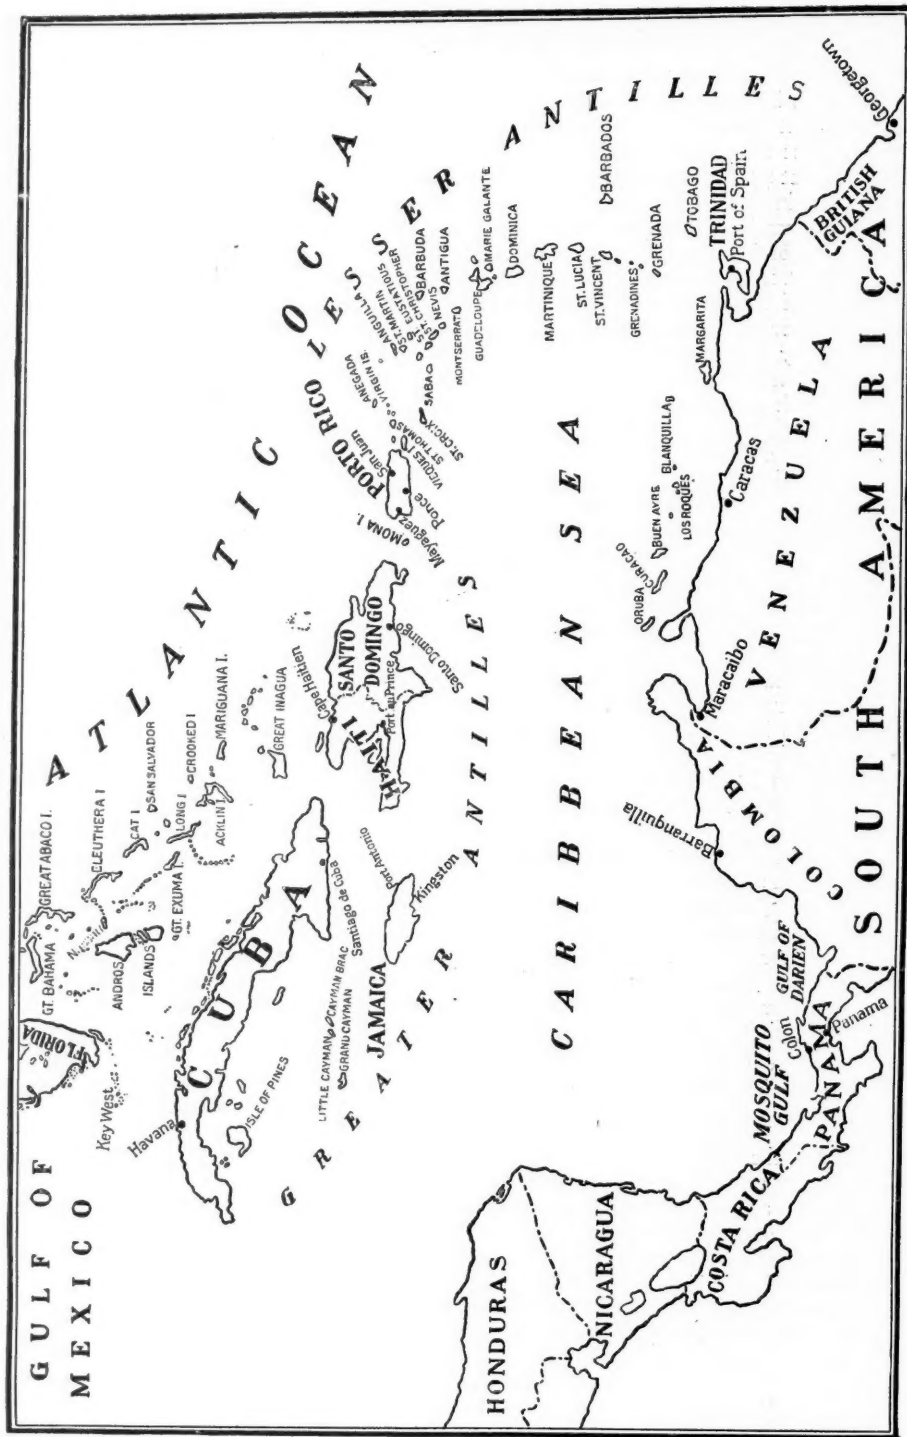 GULF OF
MEXICO
ATLANTIC OCEAN
FLORIDA
Key West
GT. BAHAMA
GREAT ABACO I.
ELEUTHERA I
CAT I
SAN SALVADOR
ANDROS
ISLANDS
GT. EXUMA I.
LONG I
CROOKED I
ACKLIN I.
MARIGUANA I.
GREAT INAGUA
Havana
CUBA
ISLE OF PINES
Santiago de Cuba
LITTLE CAYMAN
CAYMAN BRAC
GRAND CAYMAN
JAMAICA
Port Antonio
Kingston
GREATER ANTILLES
Cape Haitien
HAITI
Port au Prince
SANTO
DOMINGO
Santo Domingo
MONA I.
PORTO RICO
San Juan
Mayaguez
Ponce
VICQUES I
ST THOMAS
ST. CROIX
ANEGADA
VIRGIN IS.
LESSER ANTILLES
ANGUILLA
ST. MARTIN
ST. EUSTATIOUS
ST. CHRISTOPHER
SABA
BARBUDA
NEVIS
ANTIGUA
MONTSERRAT
GUADELOUPE
MARIE GALANTE
DOMINICA
MARTINIQUE
ST. LUCIA
ST. VINCENT
BARBADOS
GRENADINES
GRENADA
TOBAGO
TRINIDAD
Port of Spain
CARIBBEAN SEA
ORUBA
CURACAO
BUEN AYRE
LOS ROQUES
BLANQUILLA
MARGARITA
HONDURAS
NICARAGUA
COSTA RICA
MOSQUITO
GULF
PANAMA
Colon
Panama
GULF OF
DARIEN
Barranquilla
COLOMBIA
Maracaibo
VENEZUELA
Caracas
BRITISH
GUIANA
Georgetown
SOUTH AMERICA